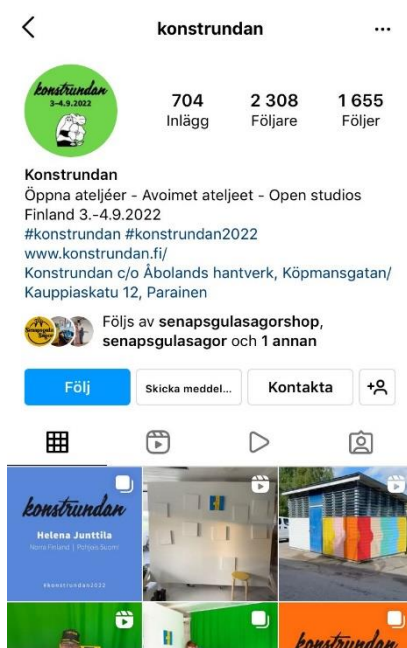 konstrundan
konstrundan
3-4.9.2022
704
2 308
1 655
Inlägg
Följare
Följer
Konstrundan
Öppna ateljéer - Avoimet ateljeet - Open studios
Finland 3.-4.9.2022
#konstrundan #konstrundan2022
www.konstrundan.fi/
Konstrundan c/o Åbolands hantverk, Köpmansgatan/
Kauppiaskatu 12, Parainen
Följs av senapsgulasagorshop,
senapsgulasagor och 1 annan
Följ
Skicka meddel...
Kontakta
konstrundan
Helena Junttila
Norra Finland | Pohjois Suomi
#konstrundan2022
konstrundan